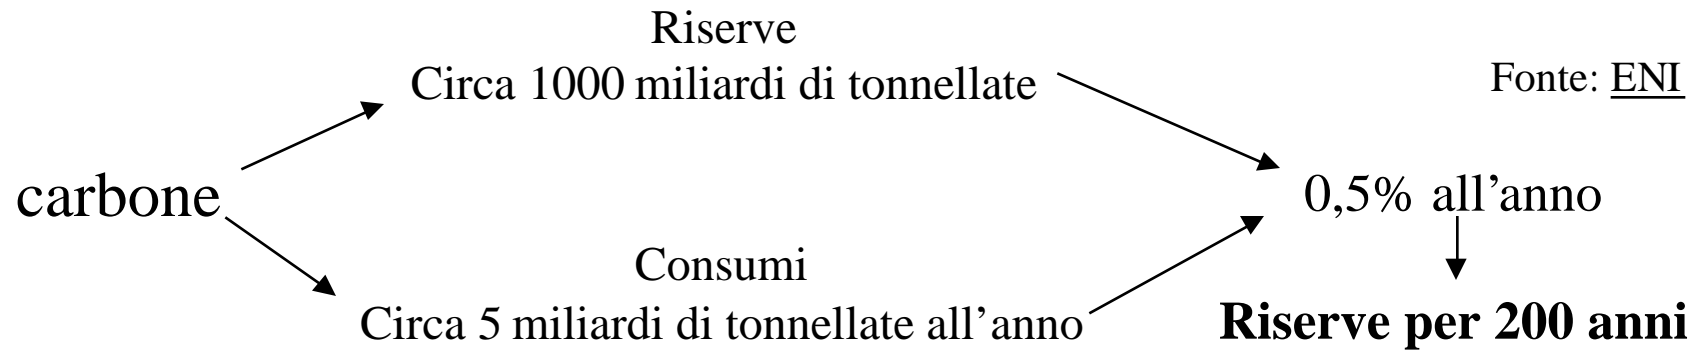 Riserve
Circa 1000 miliardi di tonnellate
Fonte: ENI
carbone
0,5% all’anno
Consumi
Circa 5 miliardi di tonnellate all’anno
Riserve per 200 anni